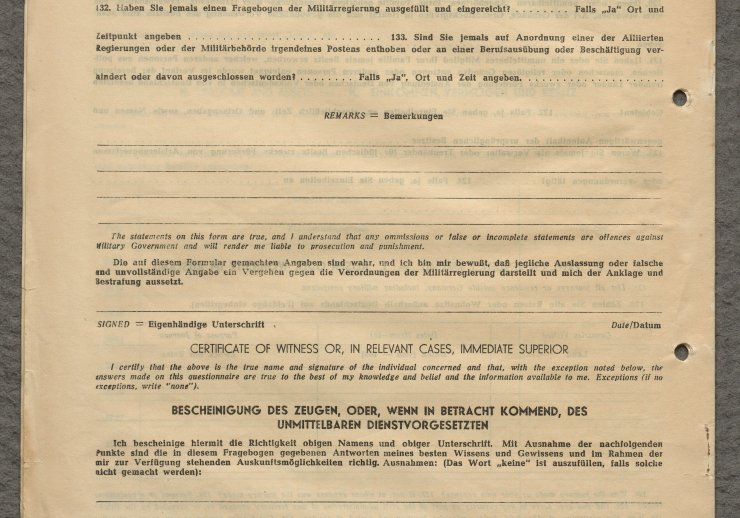 132. Haben Sie jemals einen Fragebogen der Militärregierung ausgefüllt und eingereicht? . . . . . . . . Falls „Ja" Ort und
Zeitpunkt angeben . . . . . . . . . . . . . . . . . . . . . . . . . . . . . . . . . . . . 133. Sind Sie jemals auf Anordnung einer der Alliierten
Regierungen oder der Militärbehörde irgendeines Postens enthoben oder an einer Berufsausübung oder Beschäftigung ver-
hindert oder davon ausgeschlossen worden? . . . . . . . . . Falls „Ja", Ort und Zeit angeben. . . . . . . . . . . . . . . . . . . . . . . .
REMARKS = Bemerkungen
The statements on this form are true, and I understand that any ommissions or false or incomplete statements are offences against
Military Government and will render me liable to prosecution and punishment.
Die auf diesem Formular gemachten Angaben sind wahr, und ich bin mir bewußt, daß jegliche Auslassung oder falsche
und unvollständige Angabe ein Vergehen gegen die Verordnungen der Militärregierung darstellt und mich der Anklage und
Bestrafung aussetzt.
SIGNED = Eigenhändige Unterschrift
Date/Datum
CERTIFICATE OF WITNESS OR, IN RELEVANT CASES, IMMEDIATE SUPERIOR
I certify that the above is the true name and signature of the individual concerned and that, with the exception noted below, the
answers made on this questionnaire are true to the best of my knowledge and belief and the information available to me. Exceptions (if no
exceptions, write "none").
BESCHEINIGUNG DES ZEUGEN, ODER, WENN IN BETRACHT KOMMEND, DES
UNMITTELBAREN DIENSTVORGESETZTEN
Ich bescheinige hiermit die Richtigkeit obigen Namens und obiger Unterschrift. Mit Ausnahme der nachfolgenden
Punkte sind die in diesem Fragebogen gegebenen Antworten meines besten Wissens und Gewissens und im Rahmen der
mir zur Verfügung stehenden Auskunftsmöglichkeiten richtig. Ausnahmen: (Das Wort „keine" ist auszufüllen, falls solche
nicht gemacht werden):